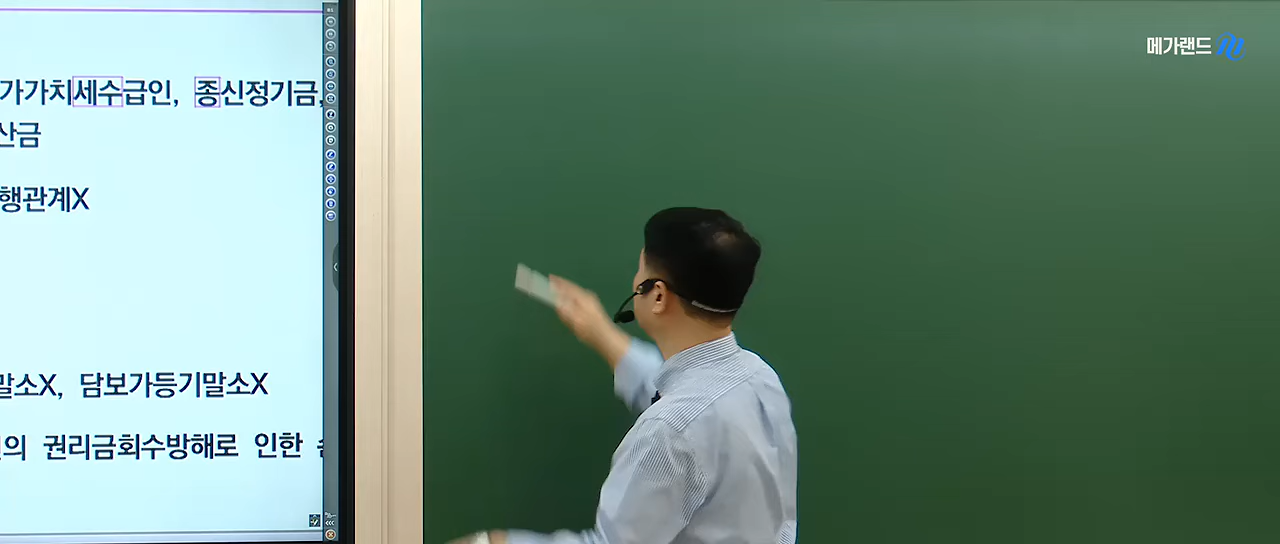 메가랜드
가가치세수급인, 종신정기금,
산금
행관계X
말소X, 담보가등기말소X
의 권리금회수방해로 인한